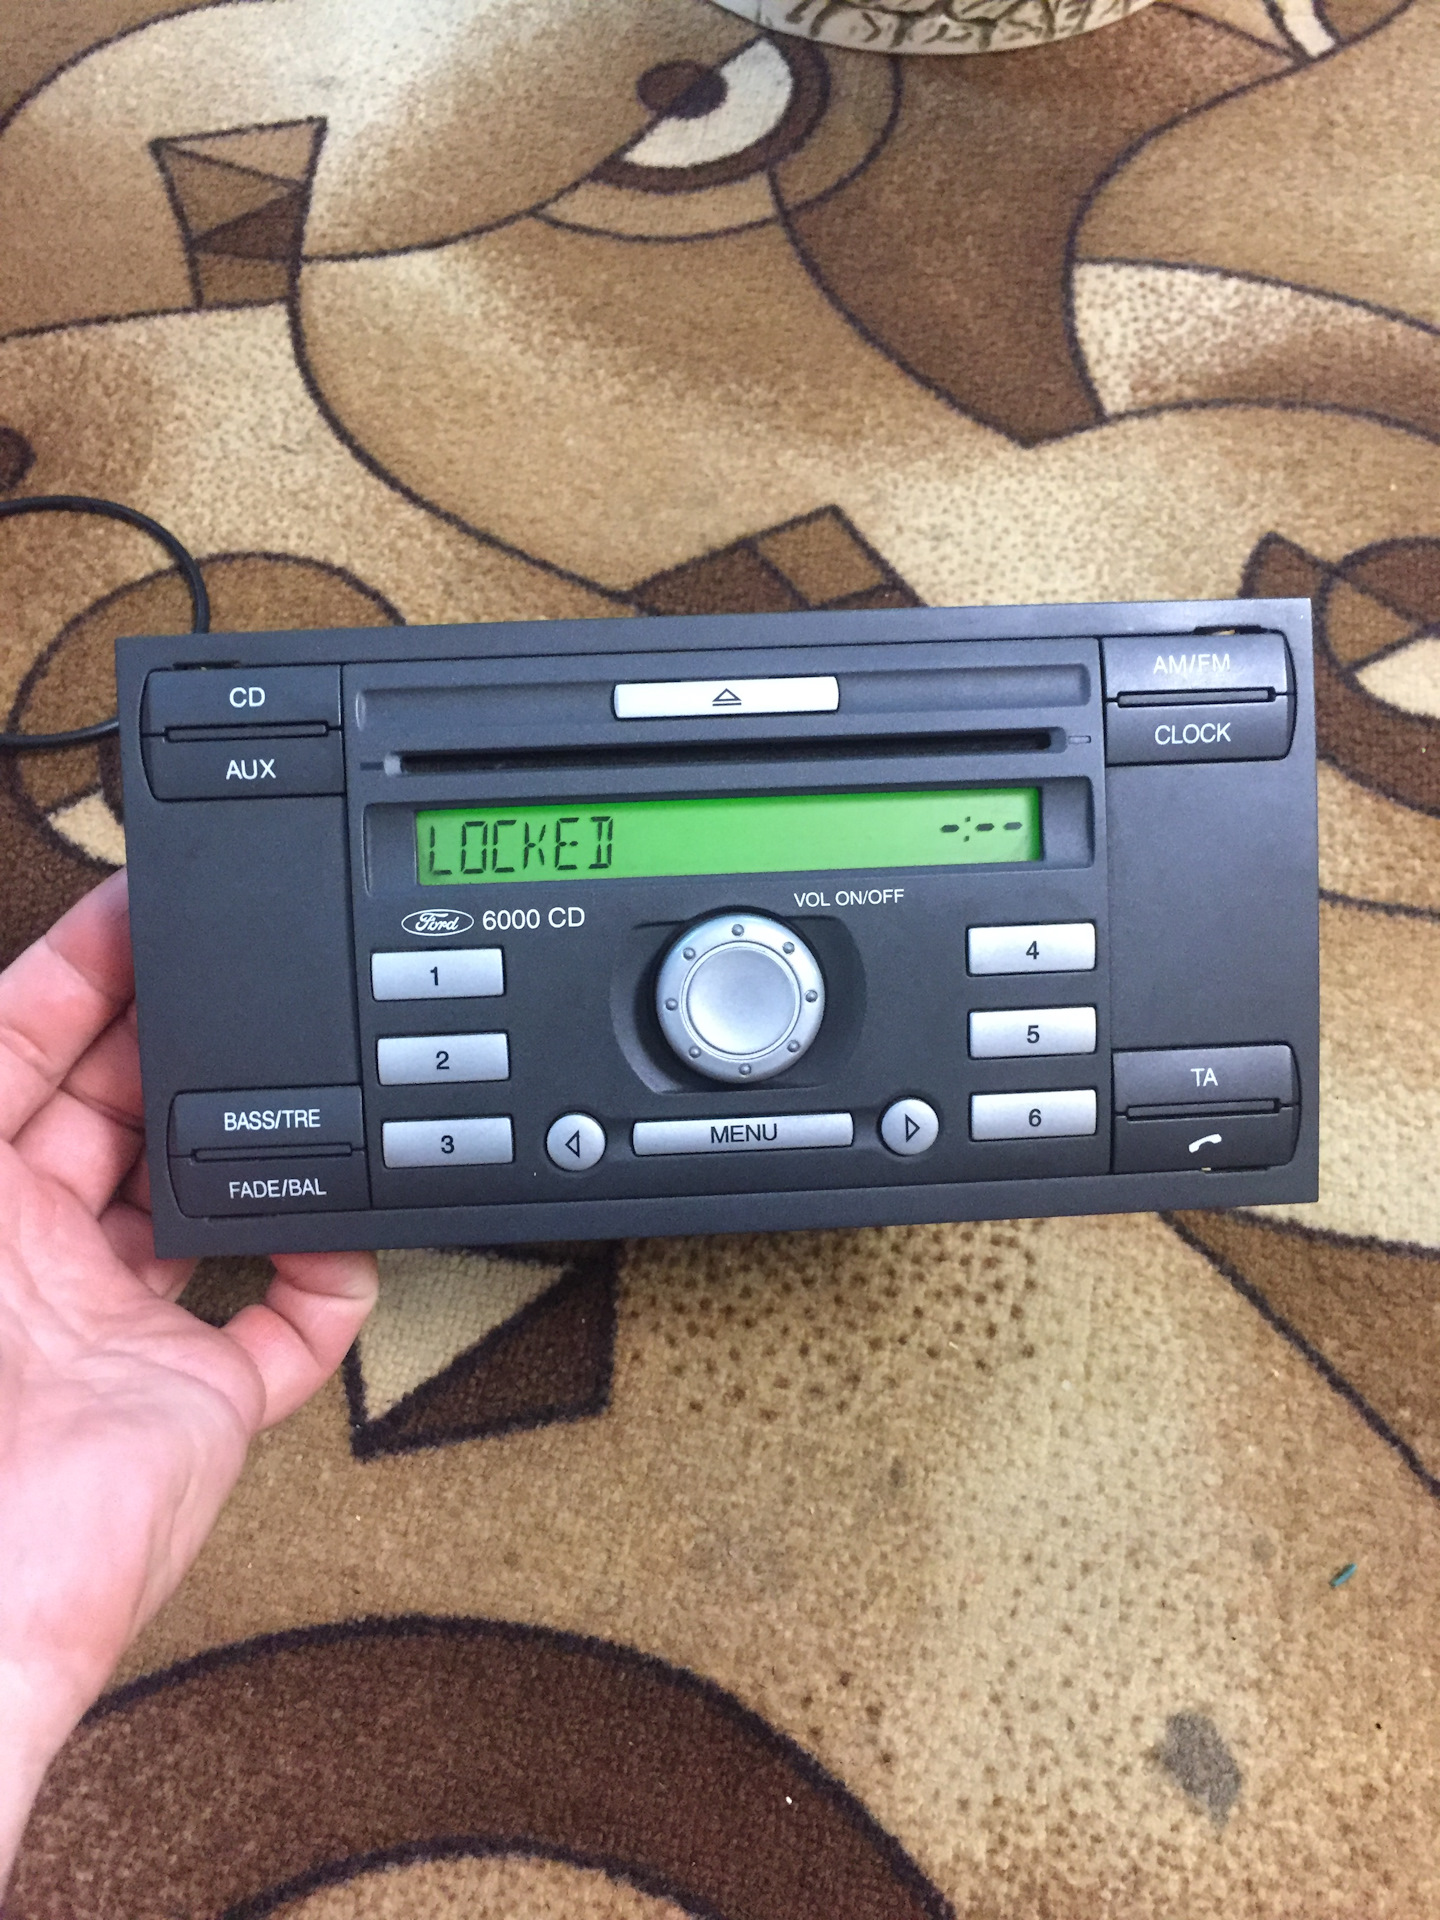 CD
AM/FM
AUX
CLOCK
LOCKED -:--
Ford 6000 CD
VOL ON/OFF
1
4
2
5
3
6
MENU
BASS/TRE
TA
FADE/BAL